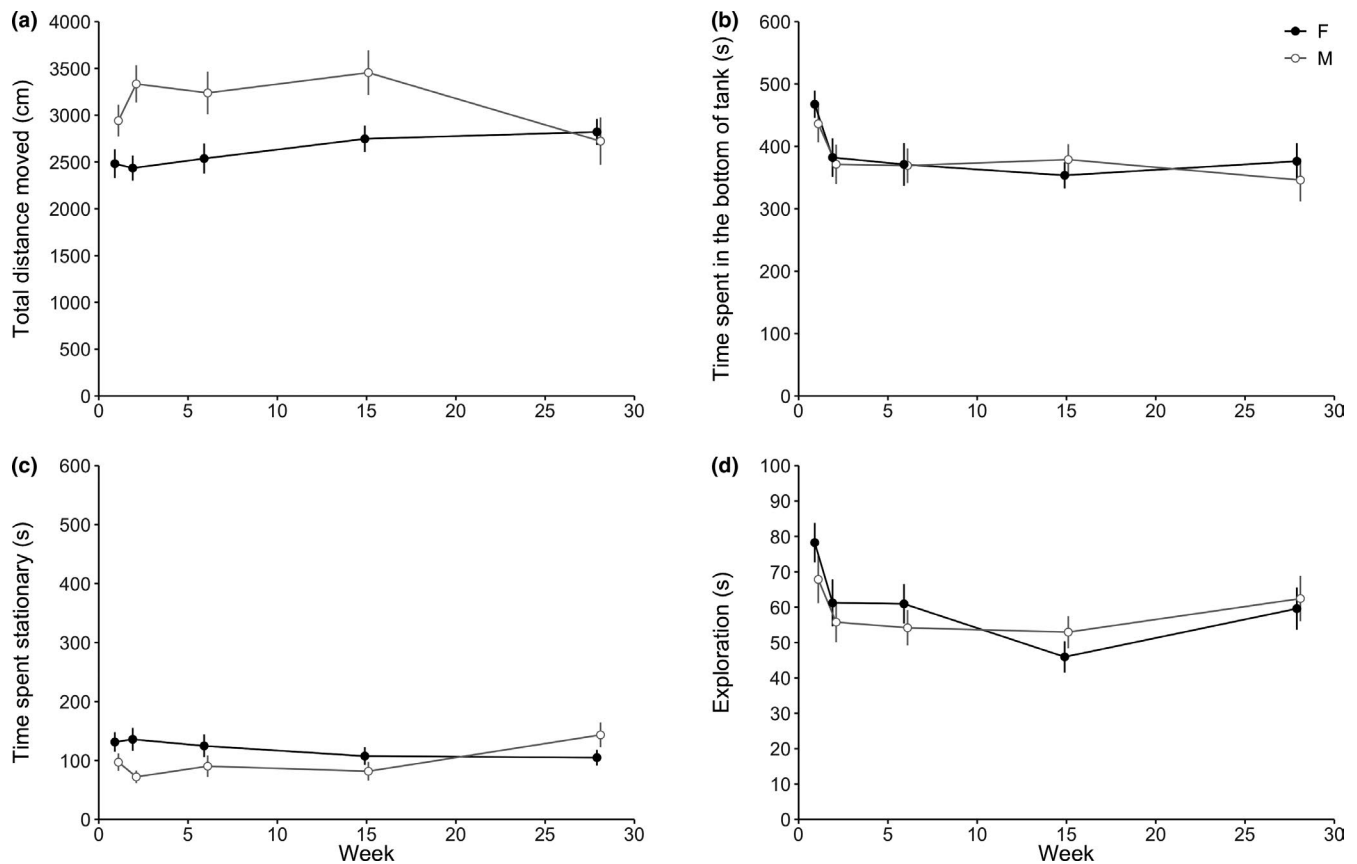 (a)
Total distance moved (cm)
4000
3500
3000
2500
2000
1500
1000
500
0
0 5 10 15 20 25 30
(b)
Time spent in the bottom of tank (s)
600
500
400
300
200
100
0
0 5 10 15 20 25 30
F
M
(c)
Time spent stationary (s)
600
500
400
300
200
100
0
0 5 10 15 20 25 30
Week
(d)
Exploration (s)
100
90
80
70
60
50
40
30
20
10
0
0 5 10 15 20 25 30
Week